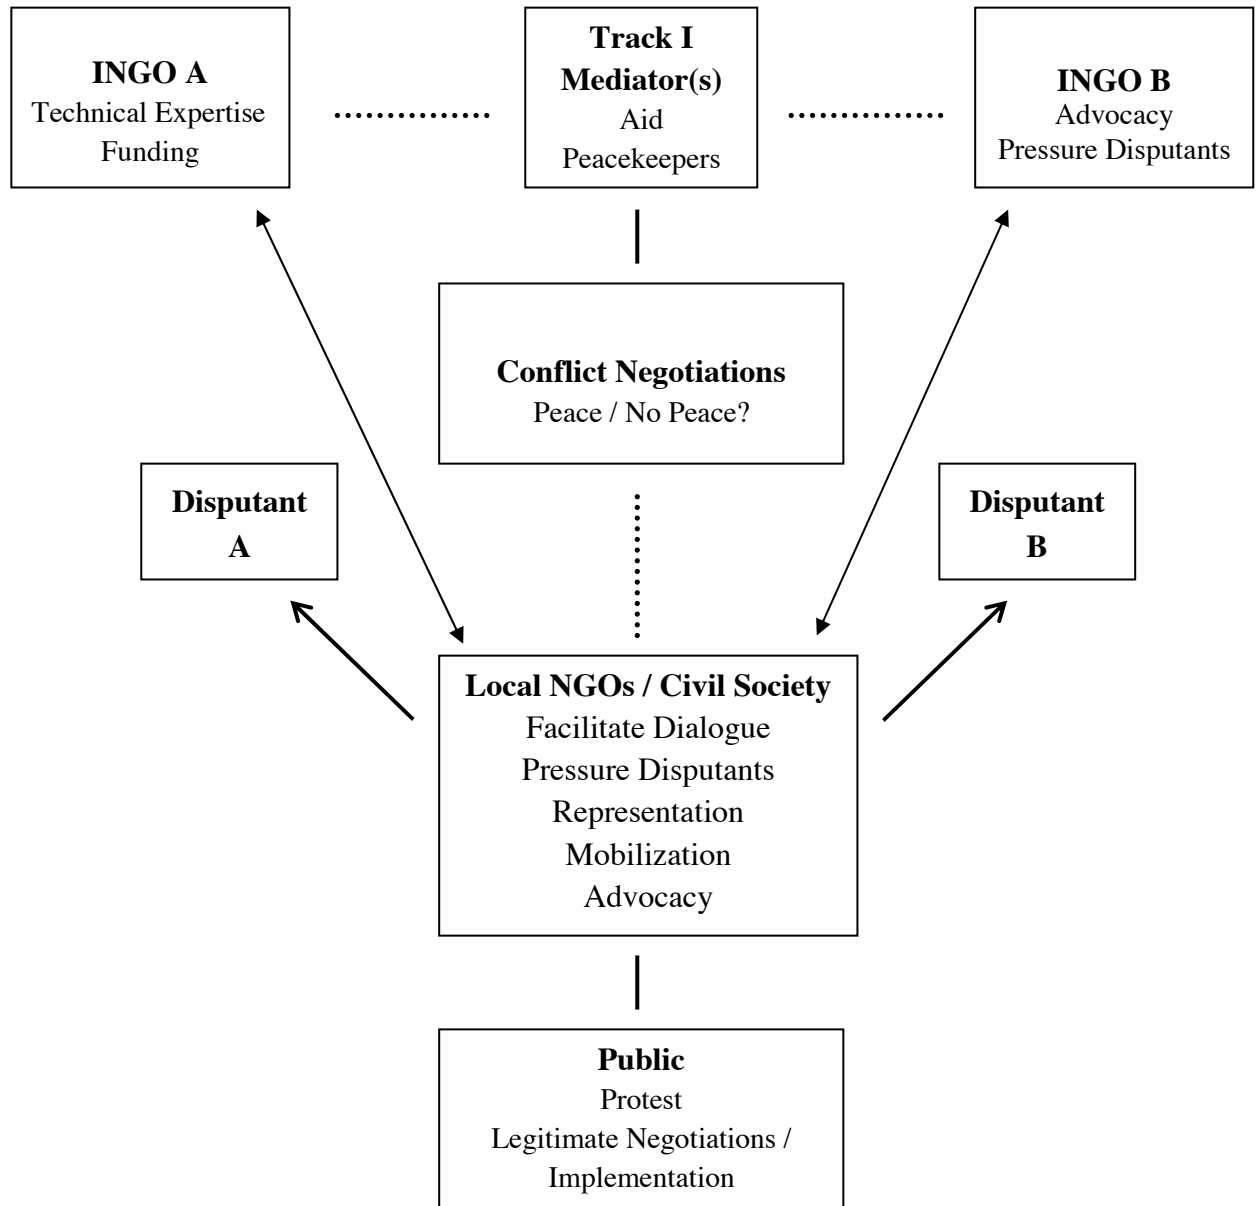 INGO A
Technical Expertise
Funding
Track I
Mediator(s)
Aid
Peacekeepers
INGO B
Advocacy
Pressure Disputants
Conflict Negotiations
Peace / No Peace?
Disputant
A
Disputant
B
Local NGOs / Civil Society
Facilitate Dialogue
Pressure Disputants
Representation
Mobilization
Advocacy
Public
Protest
Legitimate Negotiations /
Implementation